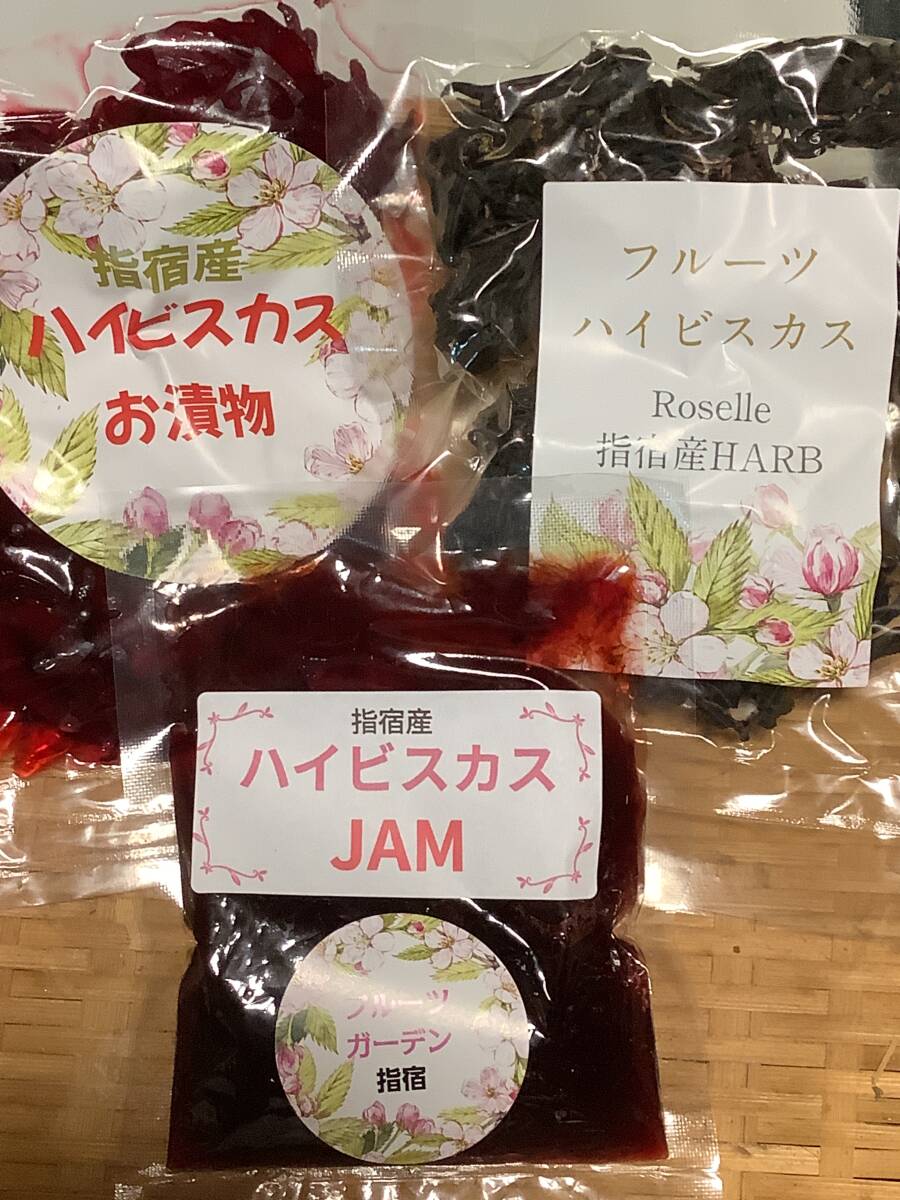 指宿産
ハイビスカス
お漬物
フルーツ
ハイビスカス
Roselle
指宿産HARB
指宿産
ハイビスカス
JAM
フルーツ
ガーデン
指宿